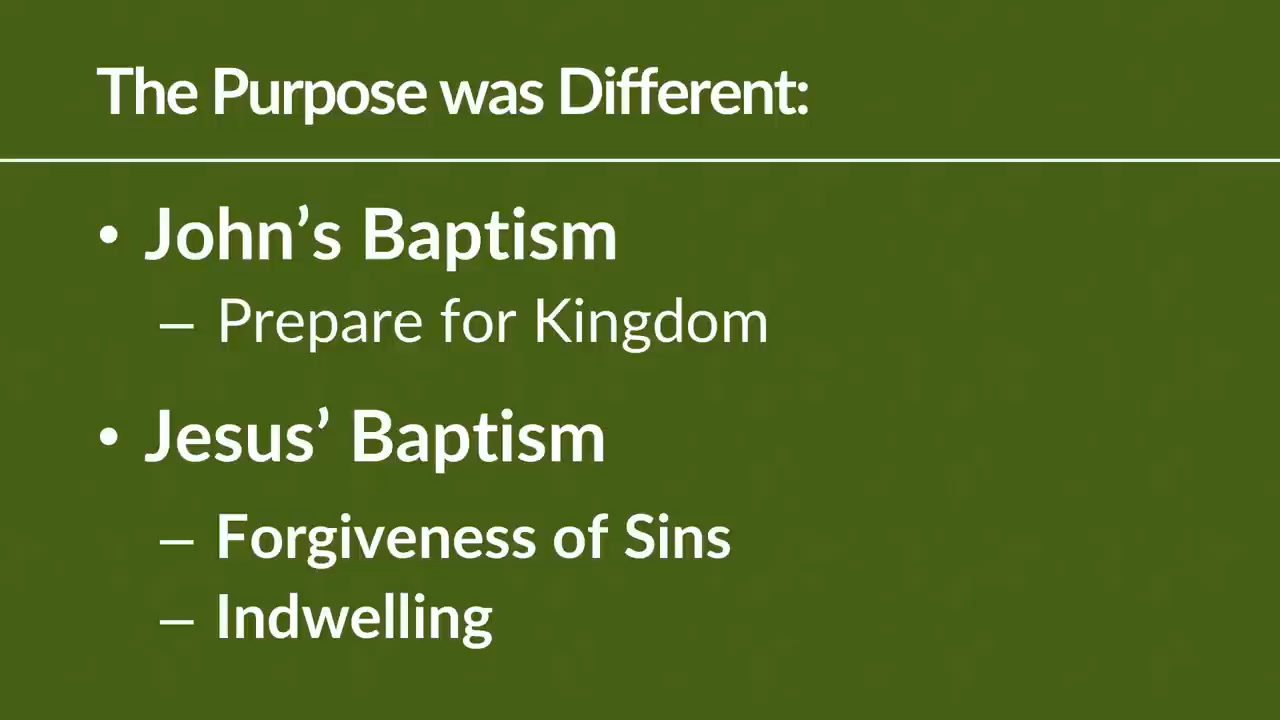 The Purpose was Different:
• John’s Baptism
– Prepare for Kingdom
• Jesus’ Baptism
– Forgiveness of Sins
– Indwelling